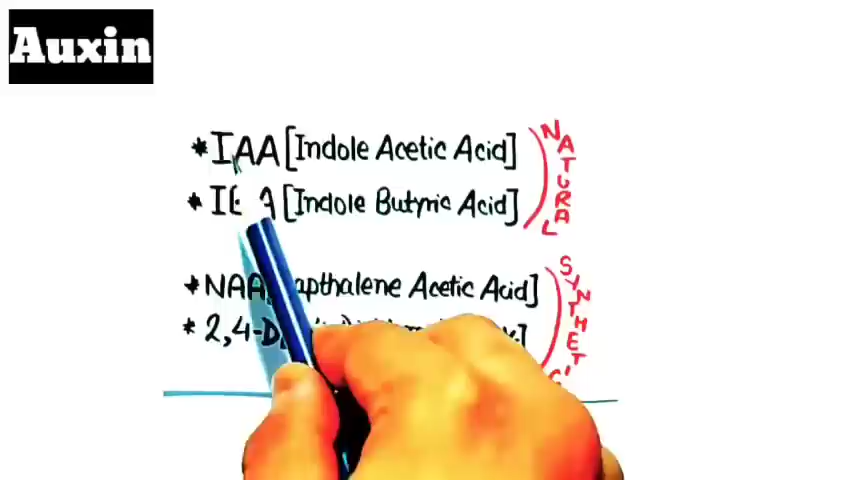 Auxin
* IAA [Indole Acetic Acid]
* I A [Indole Butyric Acid]
NATURAL
* NAA apthalene Acetic Acid]
* 2,4-D[
SYNTHET